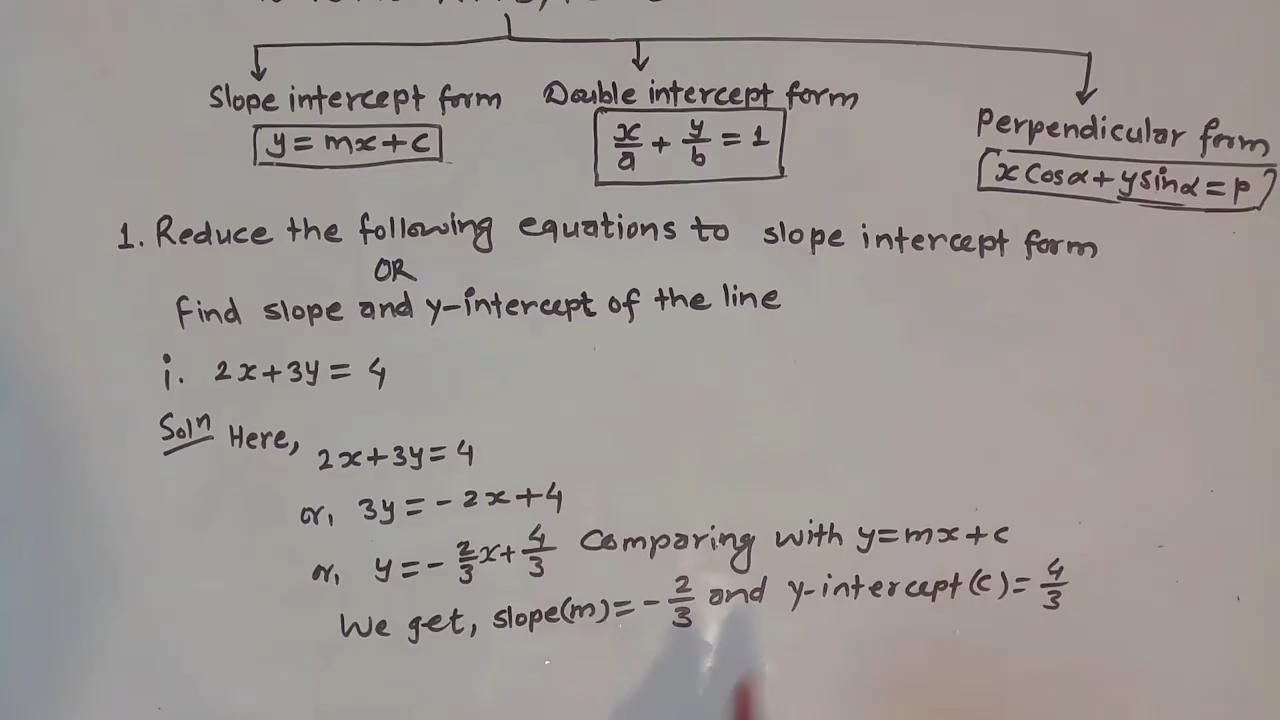 Slope intercept form
y = mx + c
Double intercept form
x/a + y/b = 1
Perpendicular form
x cosα + y sinα = p
1. Reduce the following equations to slope intercept form
OR
Find slope and y-intercept of the line
i. 2x + 3y = 4
Soln Here,
2x + 3y = 4
or, 3y = - 2x + 4
or, y = - 2/3 x + 4/3 Comparing with y = mx + c
We get, slope(m) = - 2/3 and y-intercept (c) = 4/3